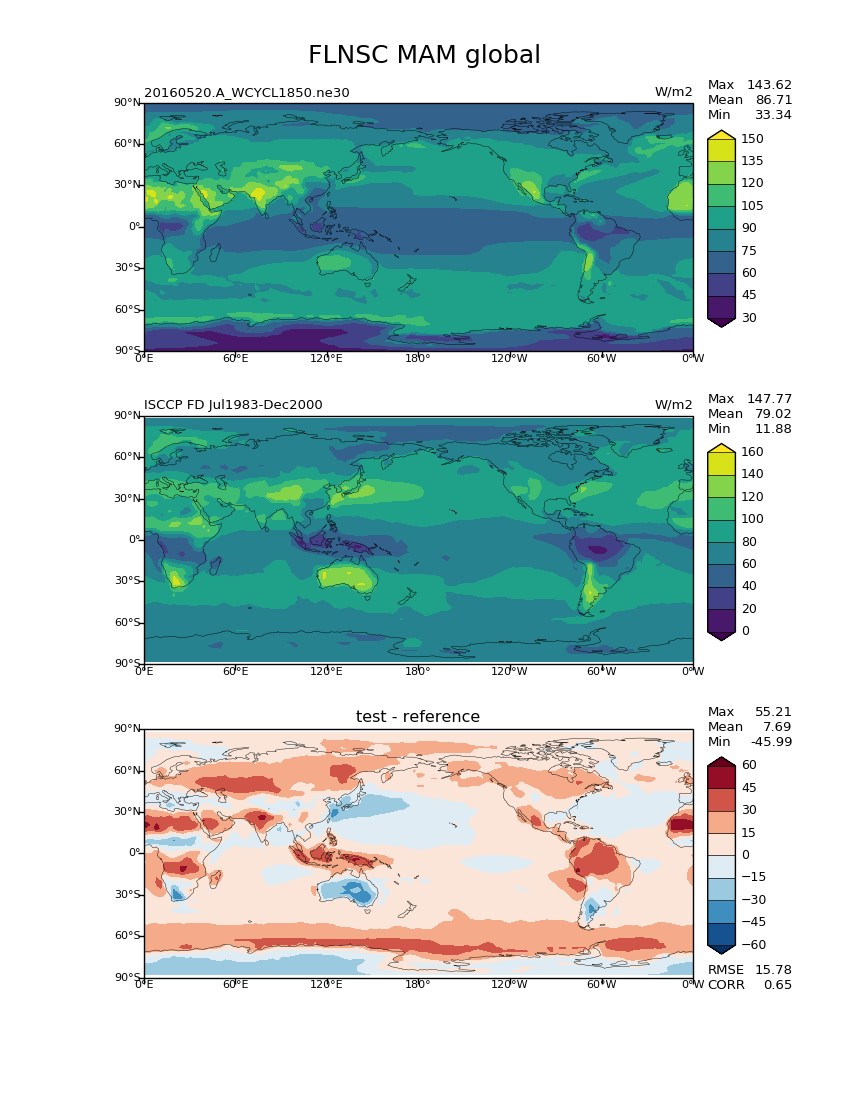 FLNSC MAM global
20160520.A_WCYCL1850.ne30 W/m2
Max 143.62
Mean 86.71
Min 33.34
90°N
60°N
30°N
0°
30°S
60°S
90°S
0°E 60°E 120°E 180° 120°W 60°W 0°W
150
135
120
105
90
75
60
45
30
ISCCP FD Jul1983-Dec2000 W/m2
Max 147.77
Mean 79.02
Min 11.88
90°N
60°N
30°N
0°
30°S
60°S
90°S
0°E 60°E 120°E 180° 120°W 60°W 0°W
160
140
120
100
80
60
40
20
0
test - reference
Max 55.21
Mean 7.69
Min -45.99
90°N
60°N
30°N
0°
30°S
60°S
90°S
0°E 60°E 120°E 180° 120°W 60°W 0°W
60
45
30
15
0
−15
−30
−45
−60
RMSE 15.78
CORR 0.65